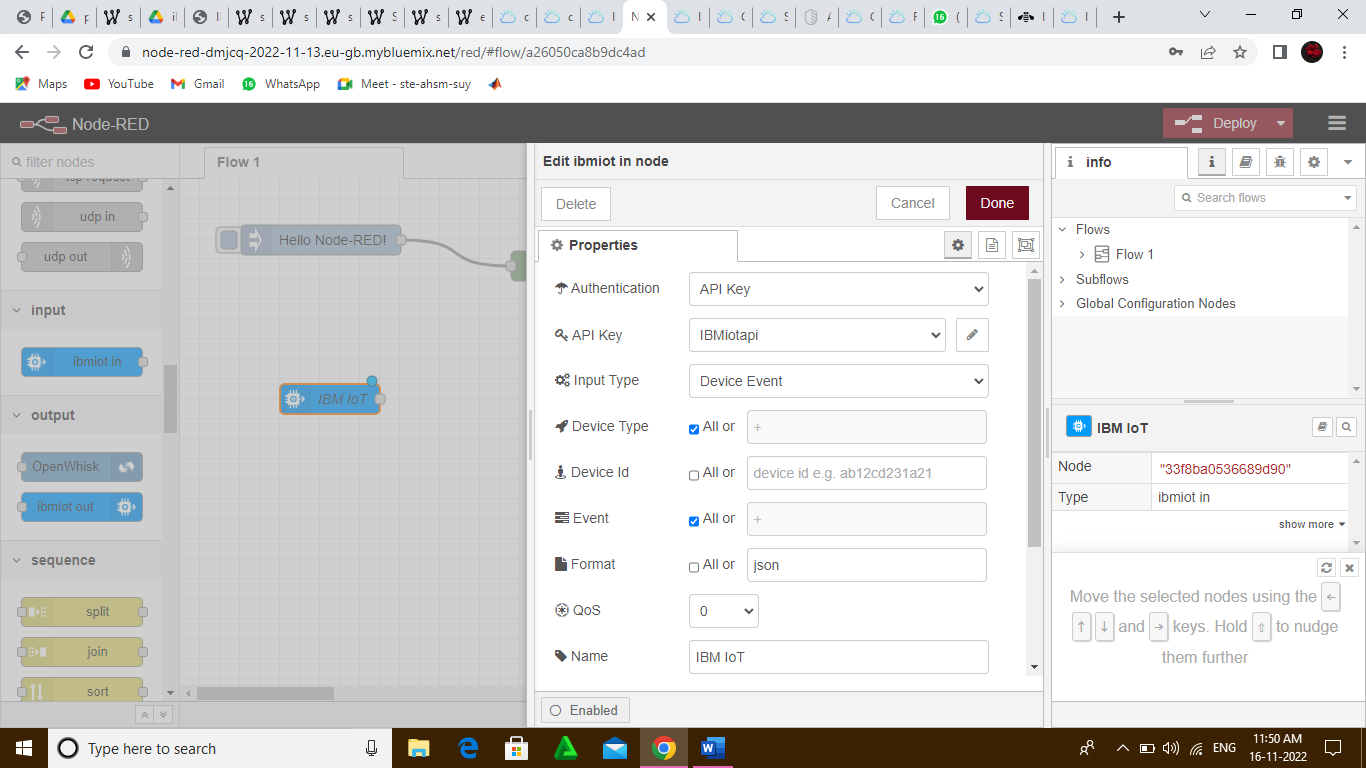 node-red-dmjcq-2022-11-13.eu-gb.mybluemix.net/red/#flow/a26050ca8b9dc4ad
Maps YouTube Gmail WhatsApp Meet - ste-ahsm-suy
Node-RED Deploy
filter nodes Flow 1
tcp request
udp in
udp out
input
ibmiot in
output
OpenWhisk
ibmiot out
sequence
split
join
sort
Hello Node-RED!
IBM IoT
Edit ibmiot in node
Delete Cancel Done
Properties
Authentication API Key
API Key IBMiotapi
Input Type Device Event
Device Type All or +
Device Id All or device id e.g. ab12cd231a21
Event All or +
Format All or json
QoS 0
Name IBM IoT
Enabled
info
Search flows
Flows
Flow 1
Subflows
Global Configuration Nodes
IBM IoT
Node "33f8ba0536689d90"
Type ibmiot in
show more
Move the selected nodes using the ←
↑ ↓ and → keys. Hold ⇧ to nudge
them further
Type here to search
ENG
11:50 AM
16-11-2022